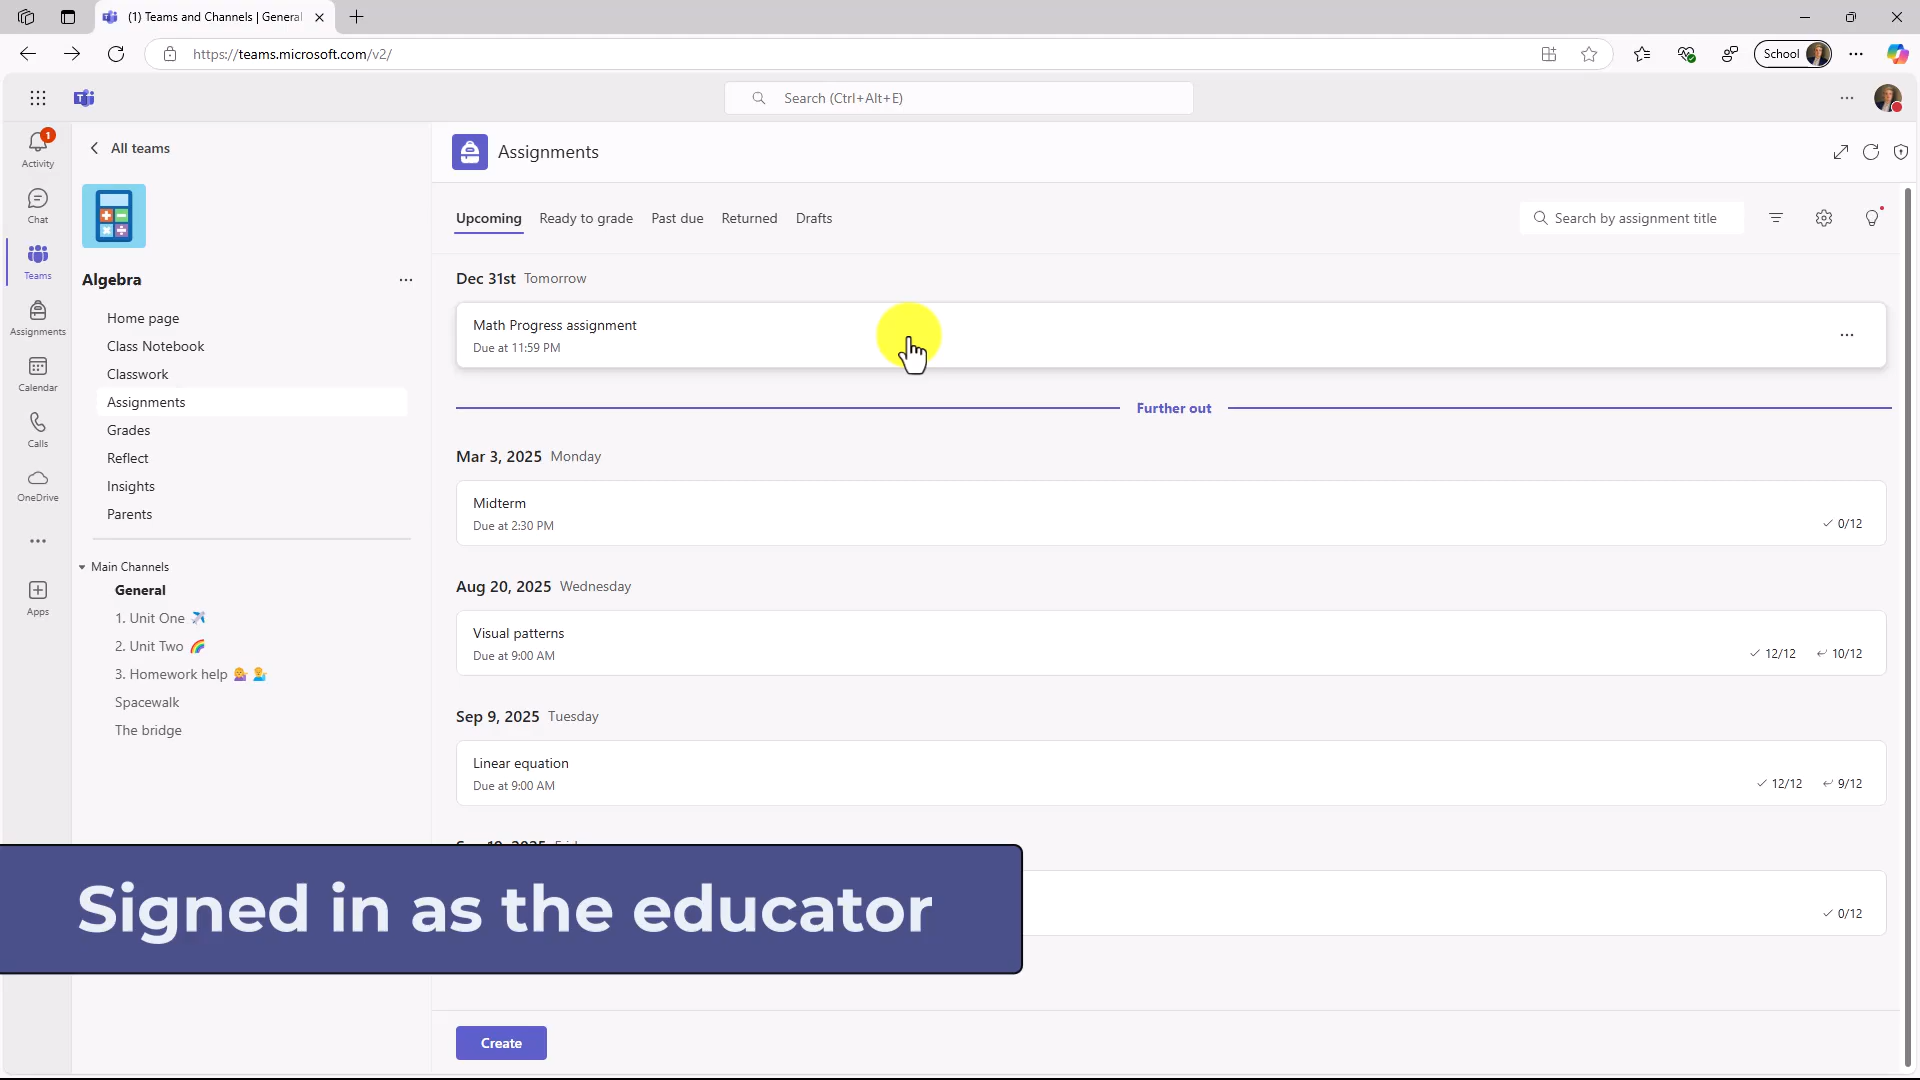 (1) Teams and Channels | General
https://teams.microsoft.com/v2/
School
Search (Ctrl+Alt+E)
1
Activity
Chat
Teams
Assignments
Calendar
Calls
OneDrive
Apps
All teams
Algebra
Home page
Class Notebook
Classwork
Assignments
Grades
Reflect
Insights
Parents
Main Channels
General
1. Unit One
2. Unit Two
3. Homework help
Spacewalk
The bridge
Assignments
Upcoming
Ready to grade
Past due
Returned
Drafts
Search by assignment title
Dec 31st Tomorrow
Math Progress assignment
Due at 11:59 PM
Further out
Mar 3, 2025 Monday
Midterm
Due at 2:30 PM
0/12
Aug 20, 2025 Wednesday
Visual patterns
Due at 9:00 AM
12/12 10/12
Sep 9, 2025 Tuesday
Linear equation
Due at 9:00 AM
12/12 9/12
0/12
Signed in as the educator
Create